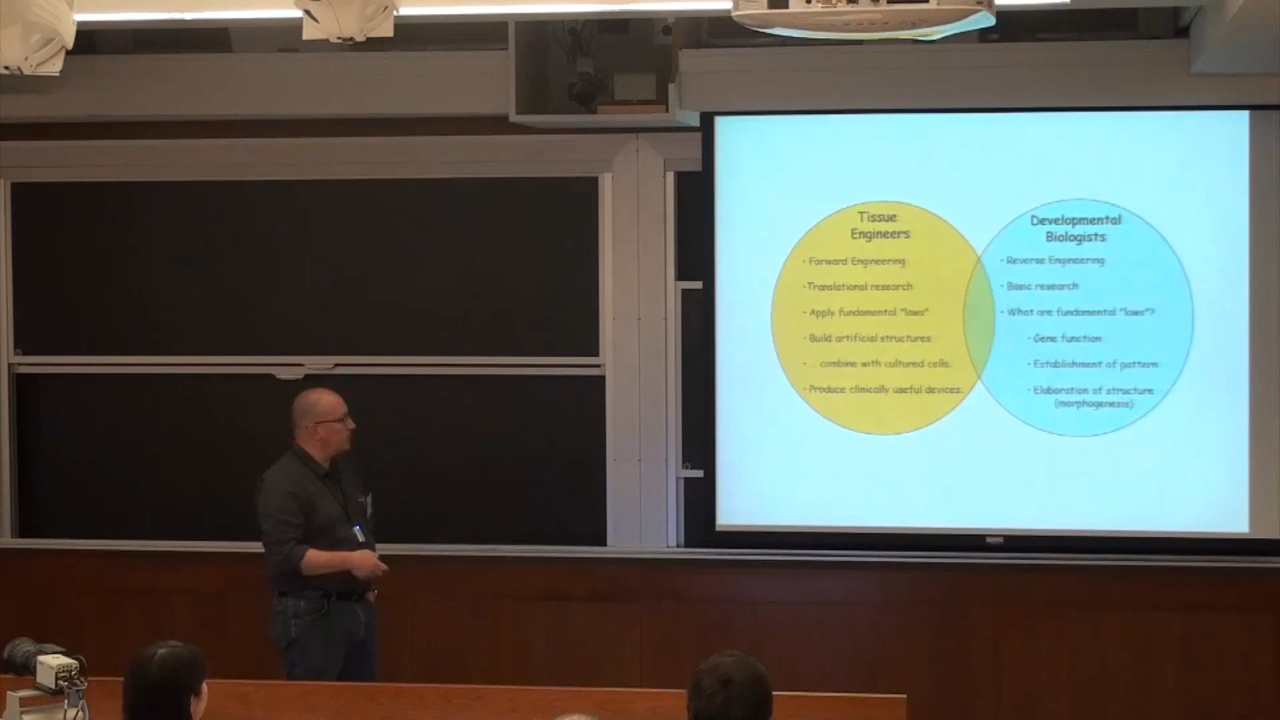 Tissue
Engineers
- Forward Engineering
- Translational research
- Apply fundamental "laws"
- Build artificial structures
- ... combine with cultured cells.
- Produce clinically useful devices.
Developmental
Biologists
- Reverse Engineering
- Basic research
- What are fundamental "laws"?
- Gene function
- Establishment of pattern
- Elaboration of structure
(morphogenesis)